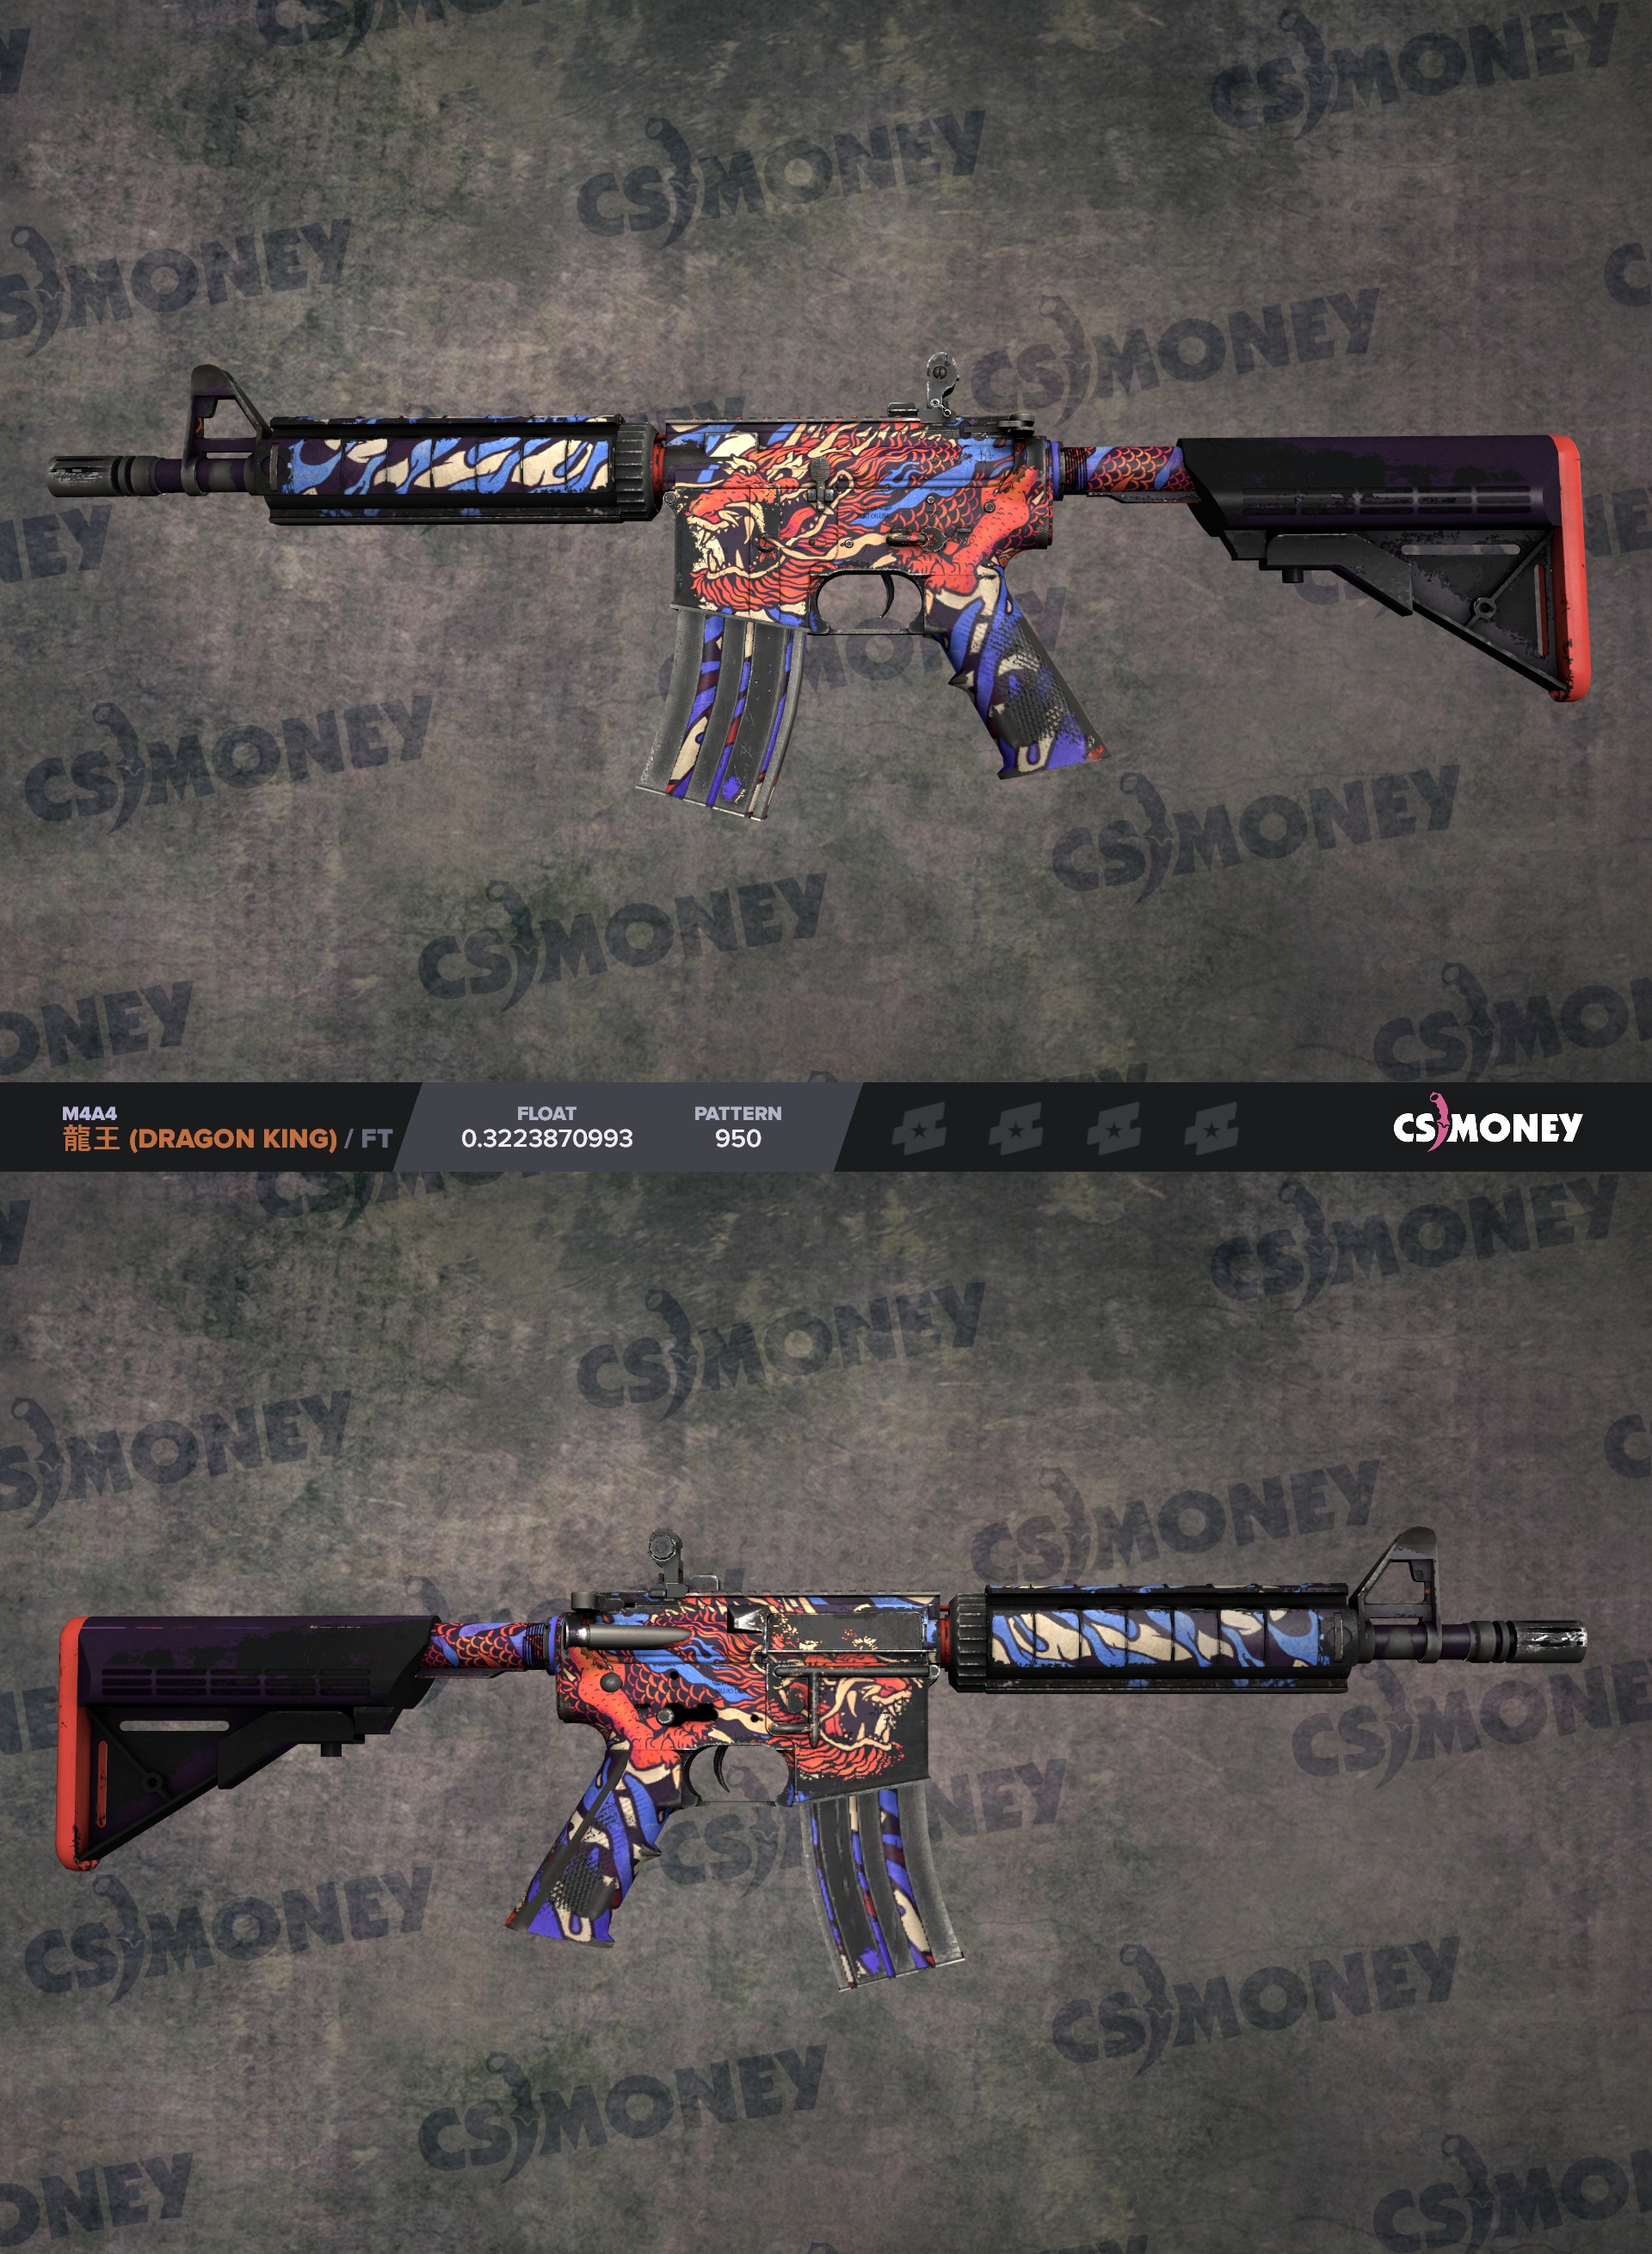 M4A4
龍王 (DRAGON KING) / FT
FLOAT
0.3223870993
PATTERN
950
CS MONEY